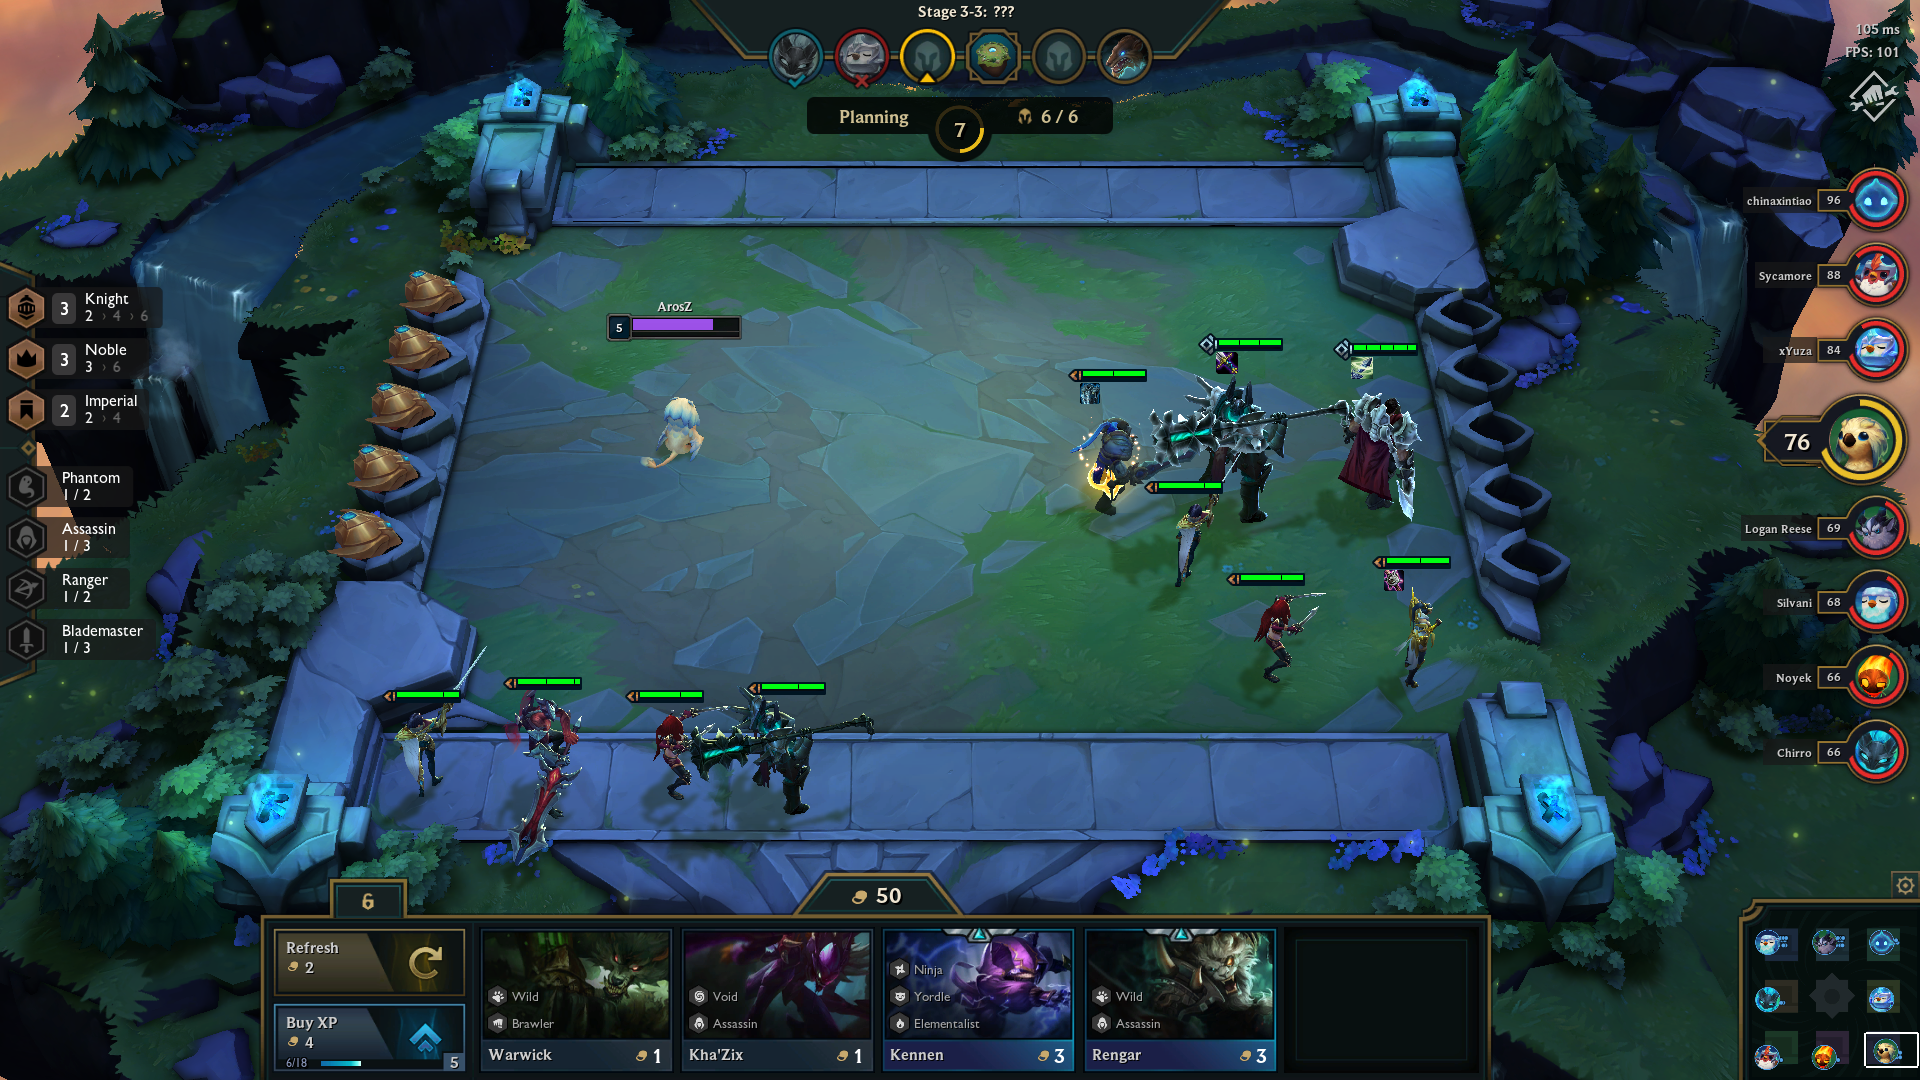 Stage 3-3: ???
105 ms
FPS: 101
Planning
7
6 / 6
chinaxintiao 96
Sycamore 88
xYuza 84
76
Logan Reese 69
Silvani 68
Noyek 66
Chirro 66
3 Knight
2 › 4 › 6
3 Noble
3 › 6
2 Imperial
2 › 4
Phantom
1 / 2
Assassin
1 / 3
Ranger
1 / 2
Blademaster
1 / 3
ArosZ
5
6
50
Refresh
2
Buy XP
4
6/18
5
Wild
Brawler
Warwick 1
Void
Assassin
Kha'Zix 1
Ninja
Yordle
Elementalist
Kennen 3
Wild
Assassin
Rengar 3